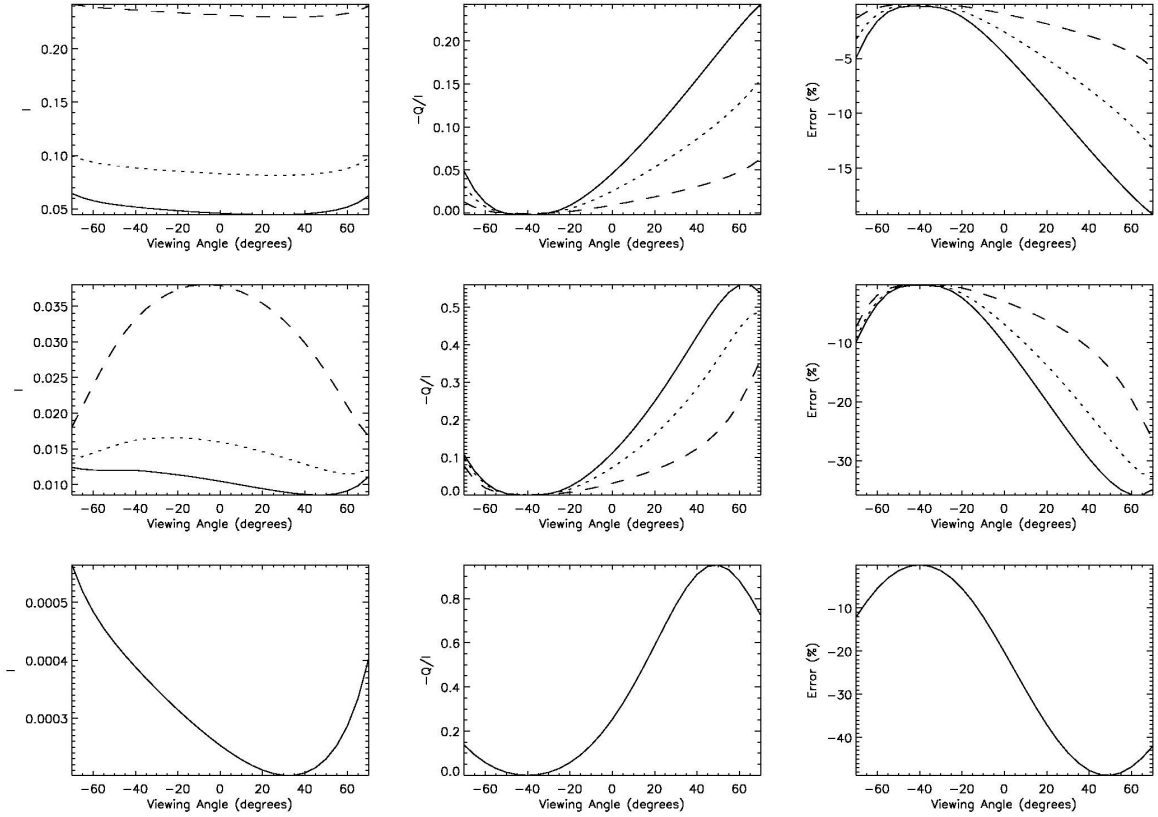 0.20
0.15
0.10
0.05
I
−60 −40 −20 0 20 40 60
Viewing Angle (degrees)
0.20
0.15
0.10
0.05
0.00
−Q/I
−60 −40 −20 0 20 40 60
Viewing Angle (degrees)
−5
−10
−15
Error (%)
−60 −40 −20 0 20 40 60
Viewing Angle (degrees)
0.035
0.030
0.025
0.020
0.015
0.010
I
−60 −40 −20 0 20 40 60
Viewing Angle (degrees)
0.5
0.4
0.3
0.2
0.1
0.0
−Q/I
−60 −40 −20 0 20 40 60
Viewing Angle (degrees)
−10
−20
−30
Error (%)
−60 −40 −20 0 20 40 60
Viewing Angle (degrees)
0.0005
0.0004
0.0003
I
−60 −40 −20 0 20 40 60
Viewing Angle (degrees)
0.8
0.6
0.4
0.2
0.0
−Q/I
−60 −40 −20 0 20 40 60
Viewing Angle (degrees)
−10
−20
−30
−40
Error (%)
−60 −40 −20 0 20 40 60
Viewing Angle (degrees)